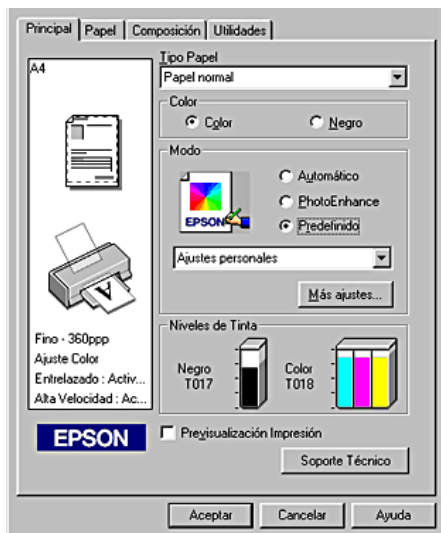 Principal Papel Composición Utilidades
A4
Tipo Papel
Papel normal
Color
Color Negro
Modo
EPSON
Automático
PhotoEnhance
Predefinido
Ajustes personales
Más ajustes...
Fino - 360ppp
Ajuste Color
Entrelazado : Activ...
Alta Velocidad : Ac...
Niveles de Tinta
Negro
T017
Color
T018
EPSON
Previsualización Impresión
Soporte Técnico
Aceptar Cancelar Ayuda